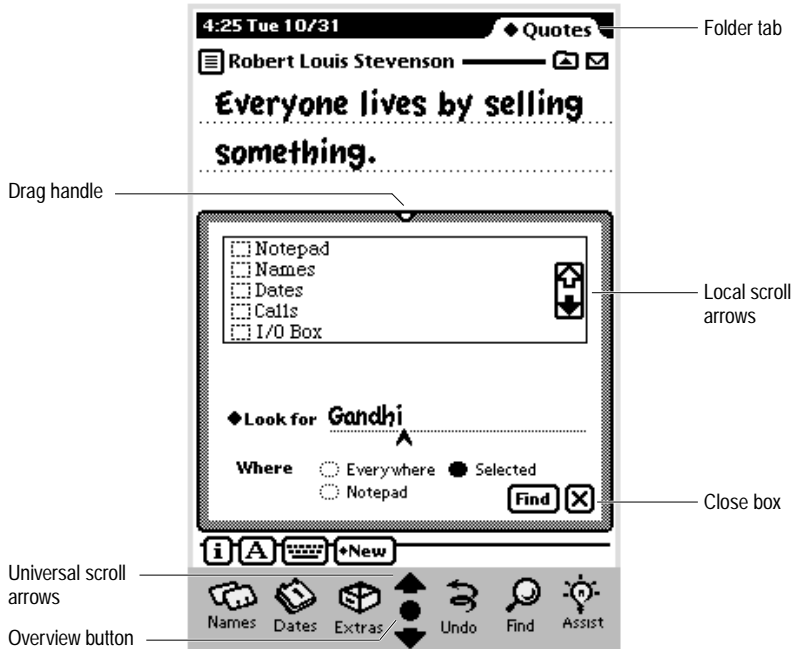 4:25 Tue 10/31
◆ Quotes
Folder tab
Robert Louis Stevenson
Everyone lives by selling
something.
Drag handle
Notepad
Names
Dates
Calls
I/O Box
Local scroll
arrows
◆Look for Gandhi
Where Everywhere Selected
Notepad
Find X
Close box
i A ◆New
Universal scroll
arrows
Names Dates Extras Undo Find Assist
Overview button